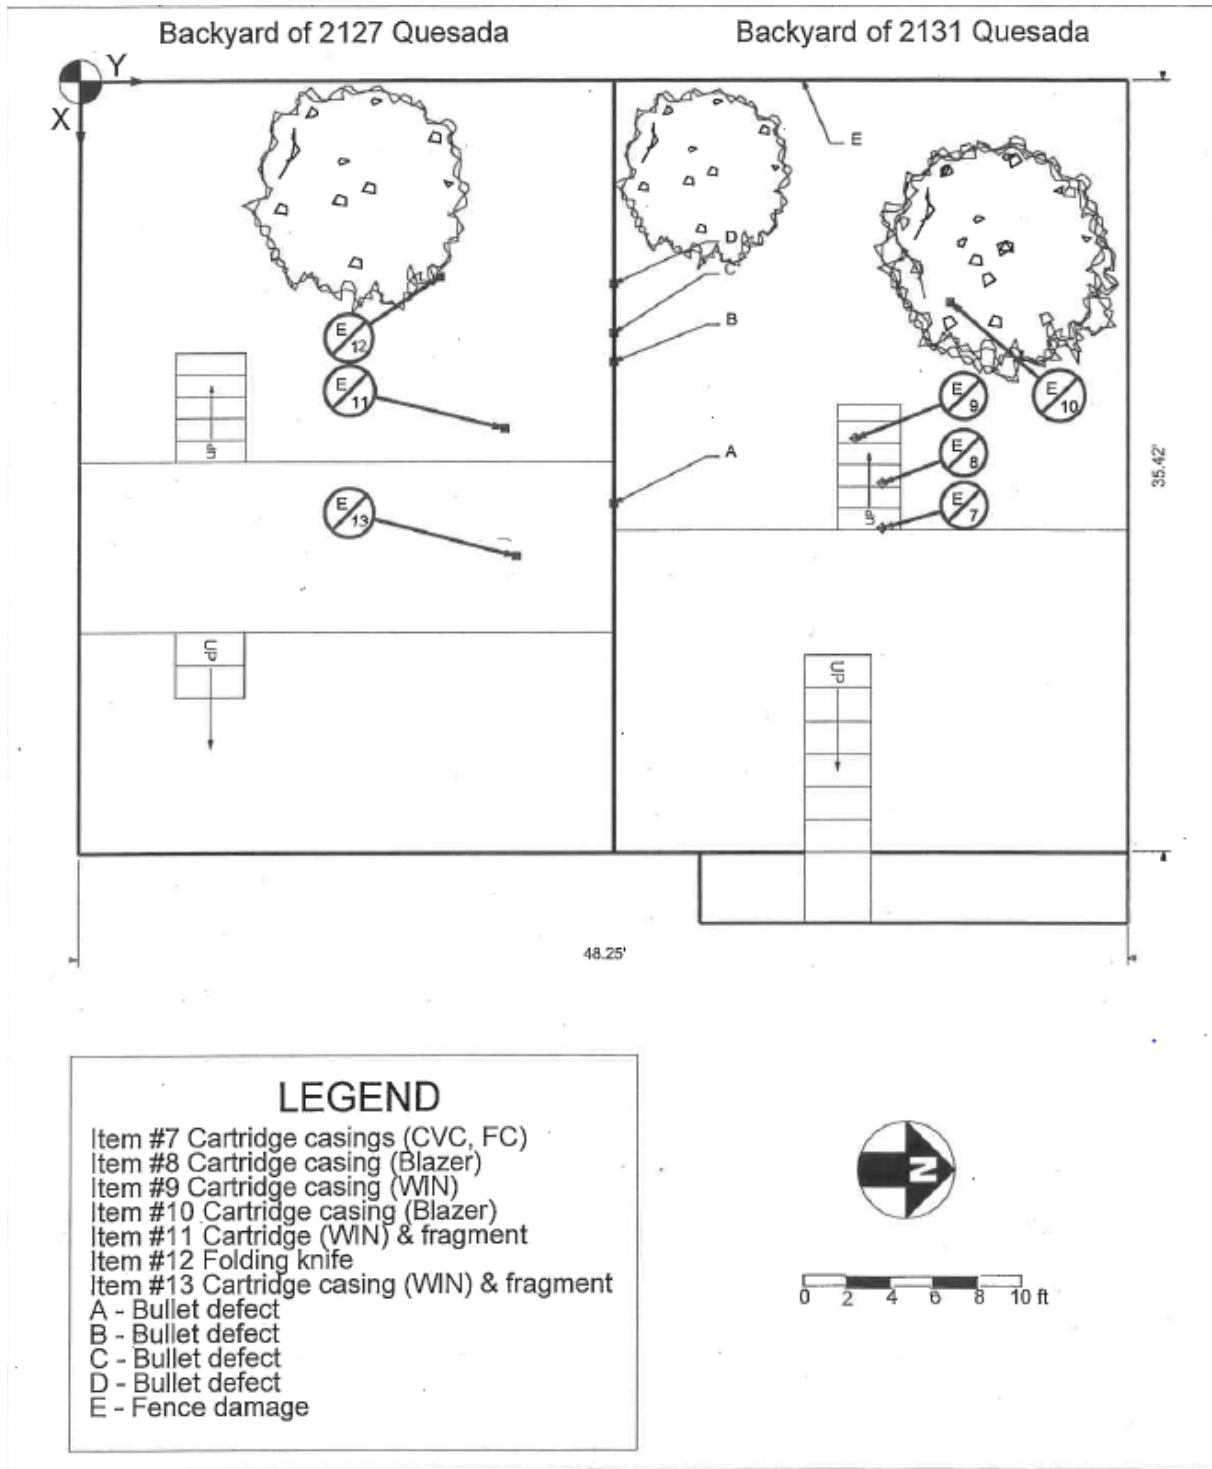 Backyard of 2127 Quesada
Backyard of 2131 Quesada
Y
X
E
D
C
B
A
E 12
E 11
E 13
E 9
E 10
E 8
E 7
UP
UP
UP
UP
35.42'
48.25'
LEGEND
Item #7 Cartridge casings (CVC, FC)
Item #8 Cartridge casing (Blazer)
Item #9 Cartridge casing (WIN)
Item #10 Cartridge casing (Blazer)
Item #11 Cartridge (WIN) & fragment
Item #12 Folding knife
Item #13 Cartridge casing (WIN) & fragment
A - Bullet defect
B - Bullet defect
C - Bullet defect
D - Bullet defect
E - Fence damage
N
0 2 4 6 8 10 ft